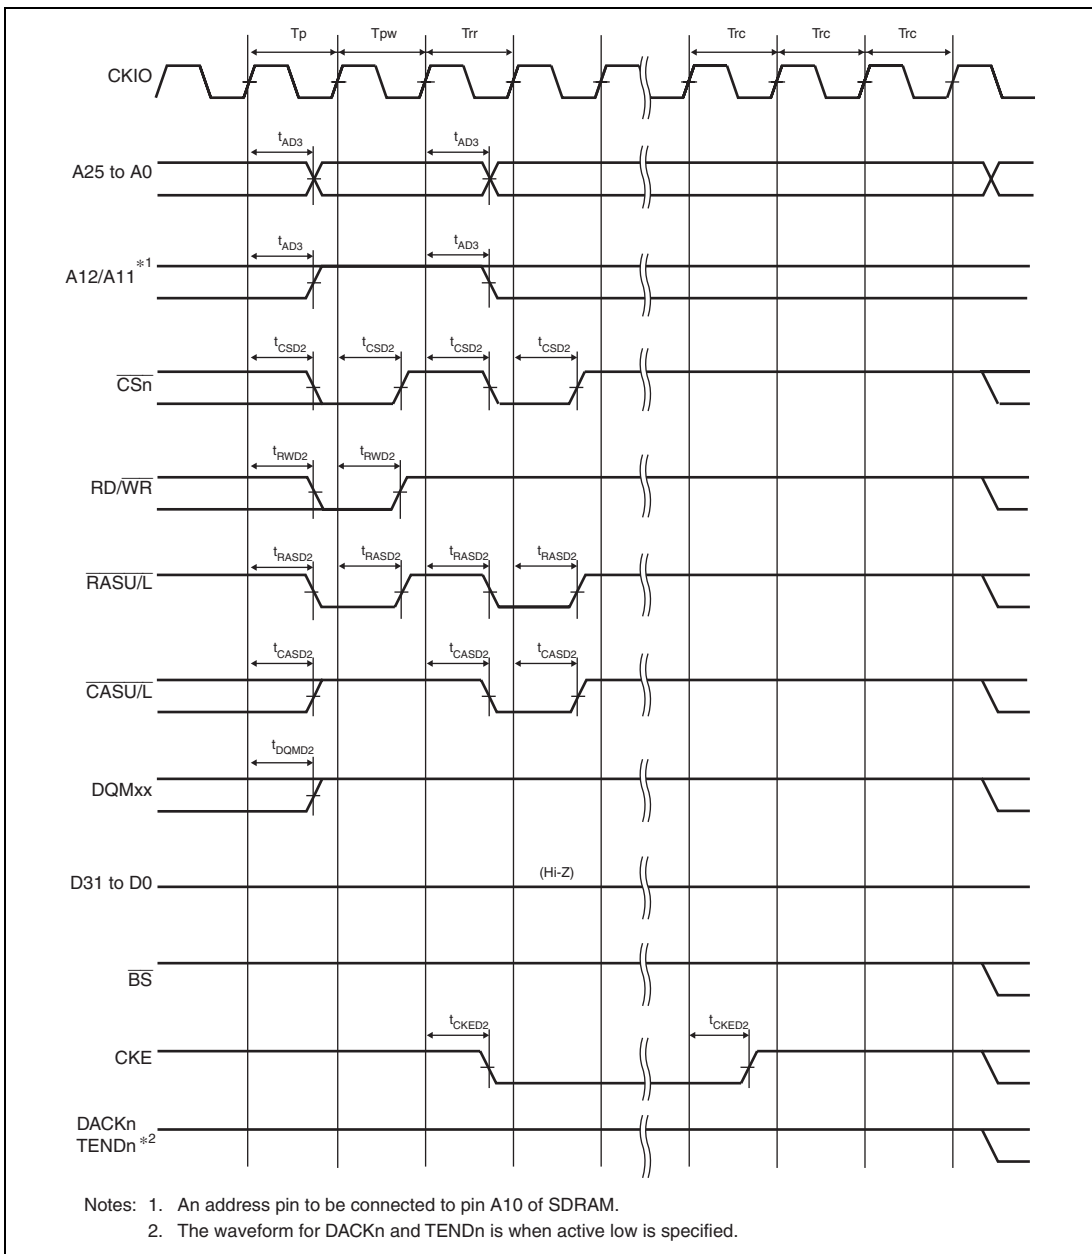 Tp Tpw Trr Trc Trc Trc
CKIO
tAD3 tAD3
A25 to A0
tAD3 tAD3
A12/A11 *1
tCSD2 tCSD2 tCSD2 tCSD2
CSn
tRWD2 tRWD2
RD/WR
tRASD2 tRASD2 tRASD2 tRASD2
RASU/L
tCASD2 tCASD2 tCASD2
CASU/L
tDQMD2
DQMxx
D31 to D0 (Hi-Z)
BS
tCKED2 tCKED2
CKE
DACKn
TENDn *2
Notes: 1. An address pin to be connected to pin A10 of SDRAM.
2. The waveform for DACKn and TENDn is when active low is specified.